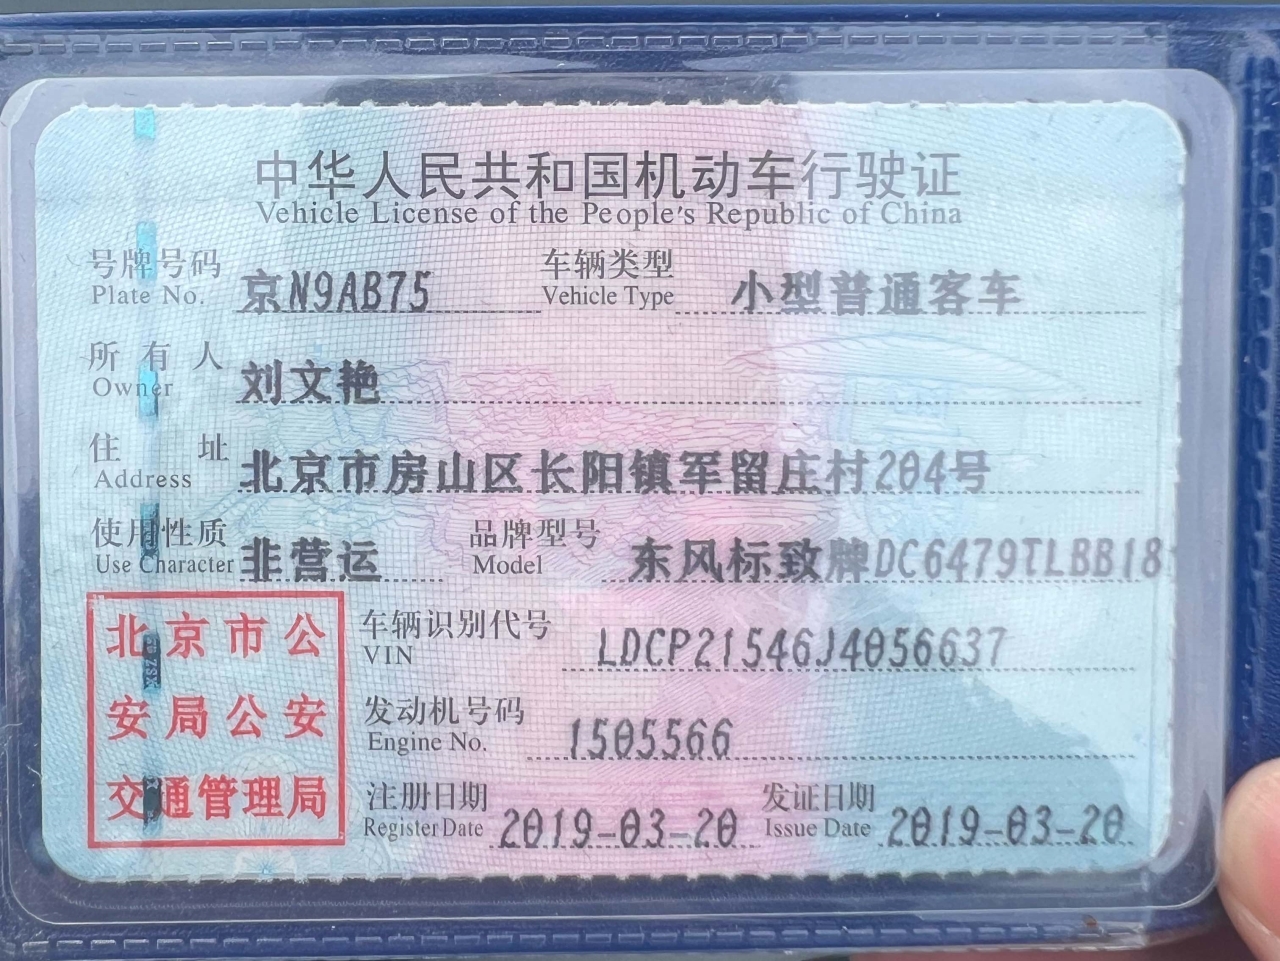 中华人民共和国机动车行驶证
Vehicle License of the People's Republic of China
号牌号码 京N9AB75 车辆类型 小型普通客车
Plate No. Vehicle Type
所有人 刘文艳
Owner
住址 北京市房山区长阳镇军留庄村204号
Address
使用性质 非营运 品牌型号 东风标致牌DC6479TLBB18
Use Character Model
北京市公
安局公安
交通管理局
车辆识别代号 LDCP21546J4056637
VIN
发动机号码 1505566
Engine No.
注册日期 2019-03-20 发证日期 2019-03-20
Register Date Issue Date